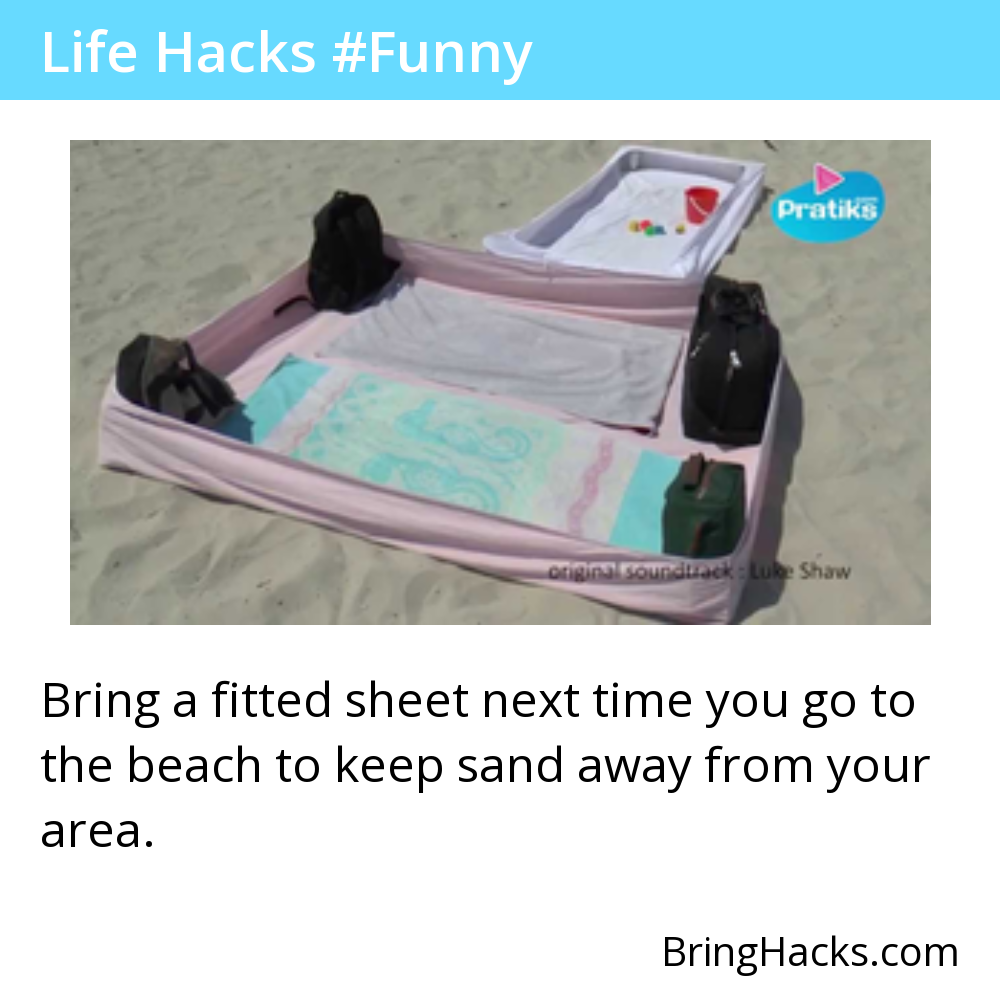 Life Hacks #Funny
Pratiks
original soundtrack : Luke Shaw
Bring a fitted sheet next time you go to
the beach to keep sand away from your
area.
BringHacks.com